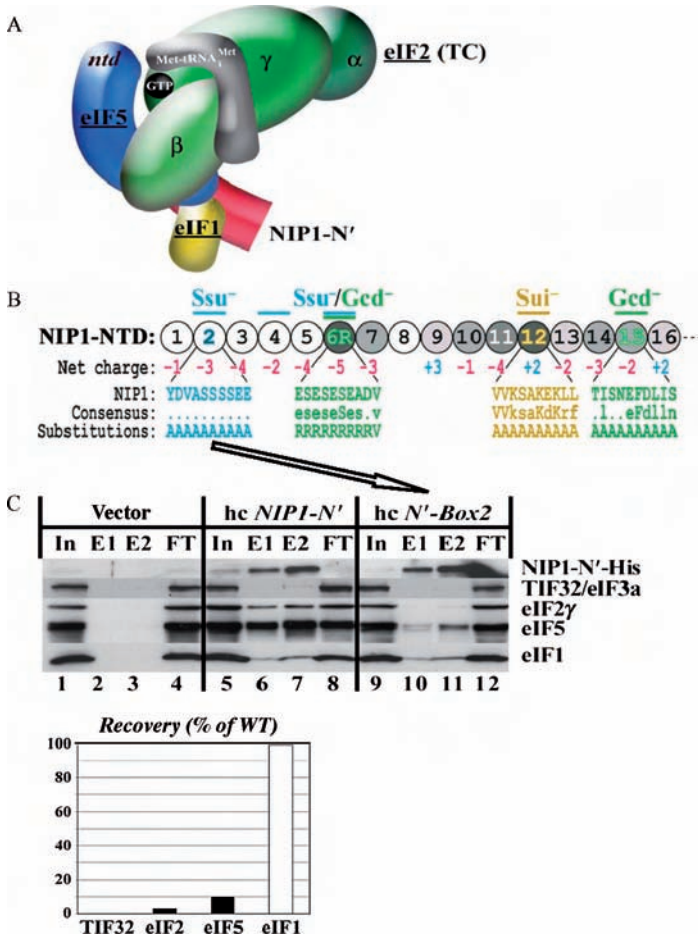 A
ntd
Met-tRNAiMet
γ
α
eIF2 (TC)
GTP
eIF5
β
eIF1
NIP1-N'
B
Ssu⁻ Ssu⁻/Gcd⁻ Sui⁻ Gcd⁻
NIP1-NTD: 1 2 3 4 5 6R 7 8 9 10 11 12 13 14 15 16
Net charge: -1 -3 -4 -2 -4 -5 -3 +3 -1 -4 +2 -2 -3 -2 +2
NIP1: YDVASSSSEE ESESESEADV VVKSAKEKLL TISNEFDLIS
Consensus: .......... eseseSes.v VVksaKdKrf .l..eFdlln
Substitutions: AAAAAAAAAA RRRRRRRRRV AAAAAAAAAA AAAAAAAAAA
C
Vector hc NIP1-N' hc N'-Box2
In E1 E2 FT In E1 E2 FT In E1 E2 FT
NIP1-N'-His
TIF32/eIF3a
eIF2γ
eIF5
eIF1
1 2 3 4 5 6 7 8 9 10 11 12
Recovery (% of WT)
100
80
60
40
20
0
TIF32 eIF2 eIF5 eIF1